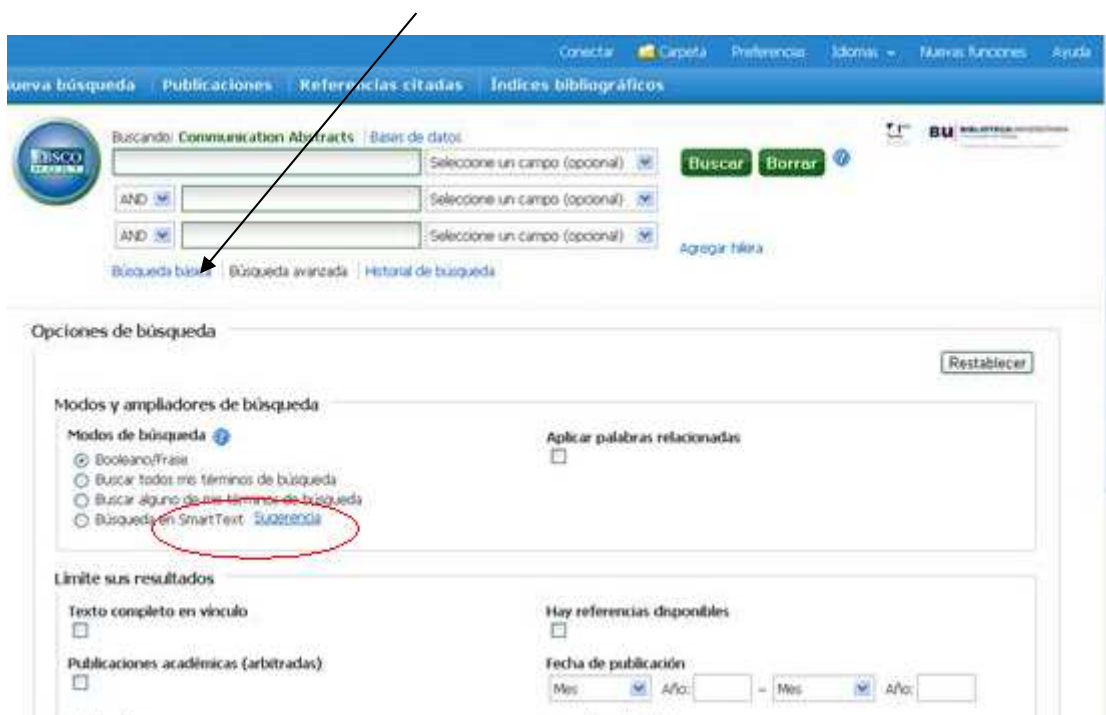 Conectar Carpeta Preferencias Idiomas Nuevas funciones Ayuda
ueva búsqueda Publicaciones Referencias citadas Indices bibliográficos
Buscando: Communication Abstracts Bases de datos
Seleccione un campo (opcional) Buscar Borrar
BU
AND Seleccione un campo (opcional)
AND Seleccione un campo (opcional) Agregar hilera
Búsqueda básica Búsqueda avanzada Historial de búsqueda
Opciones de búsqueda
Restablecer
Modos y ampliadores de búsqueda
Modos de búsqueda Aplicar palabras relacionadas
Booleano/Frase
Buscar todos mis términos de búsqueda
Buscar alguno de mis términos de búsqueda
Búsqueda en SmartText Sugerencia
Limite sus resultados
Texto completo en vínculo Hay referencias disponibles
Publicaciones académicas (arbitradas) Fecha de publicación
Mes Año: – Mes Año: